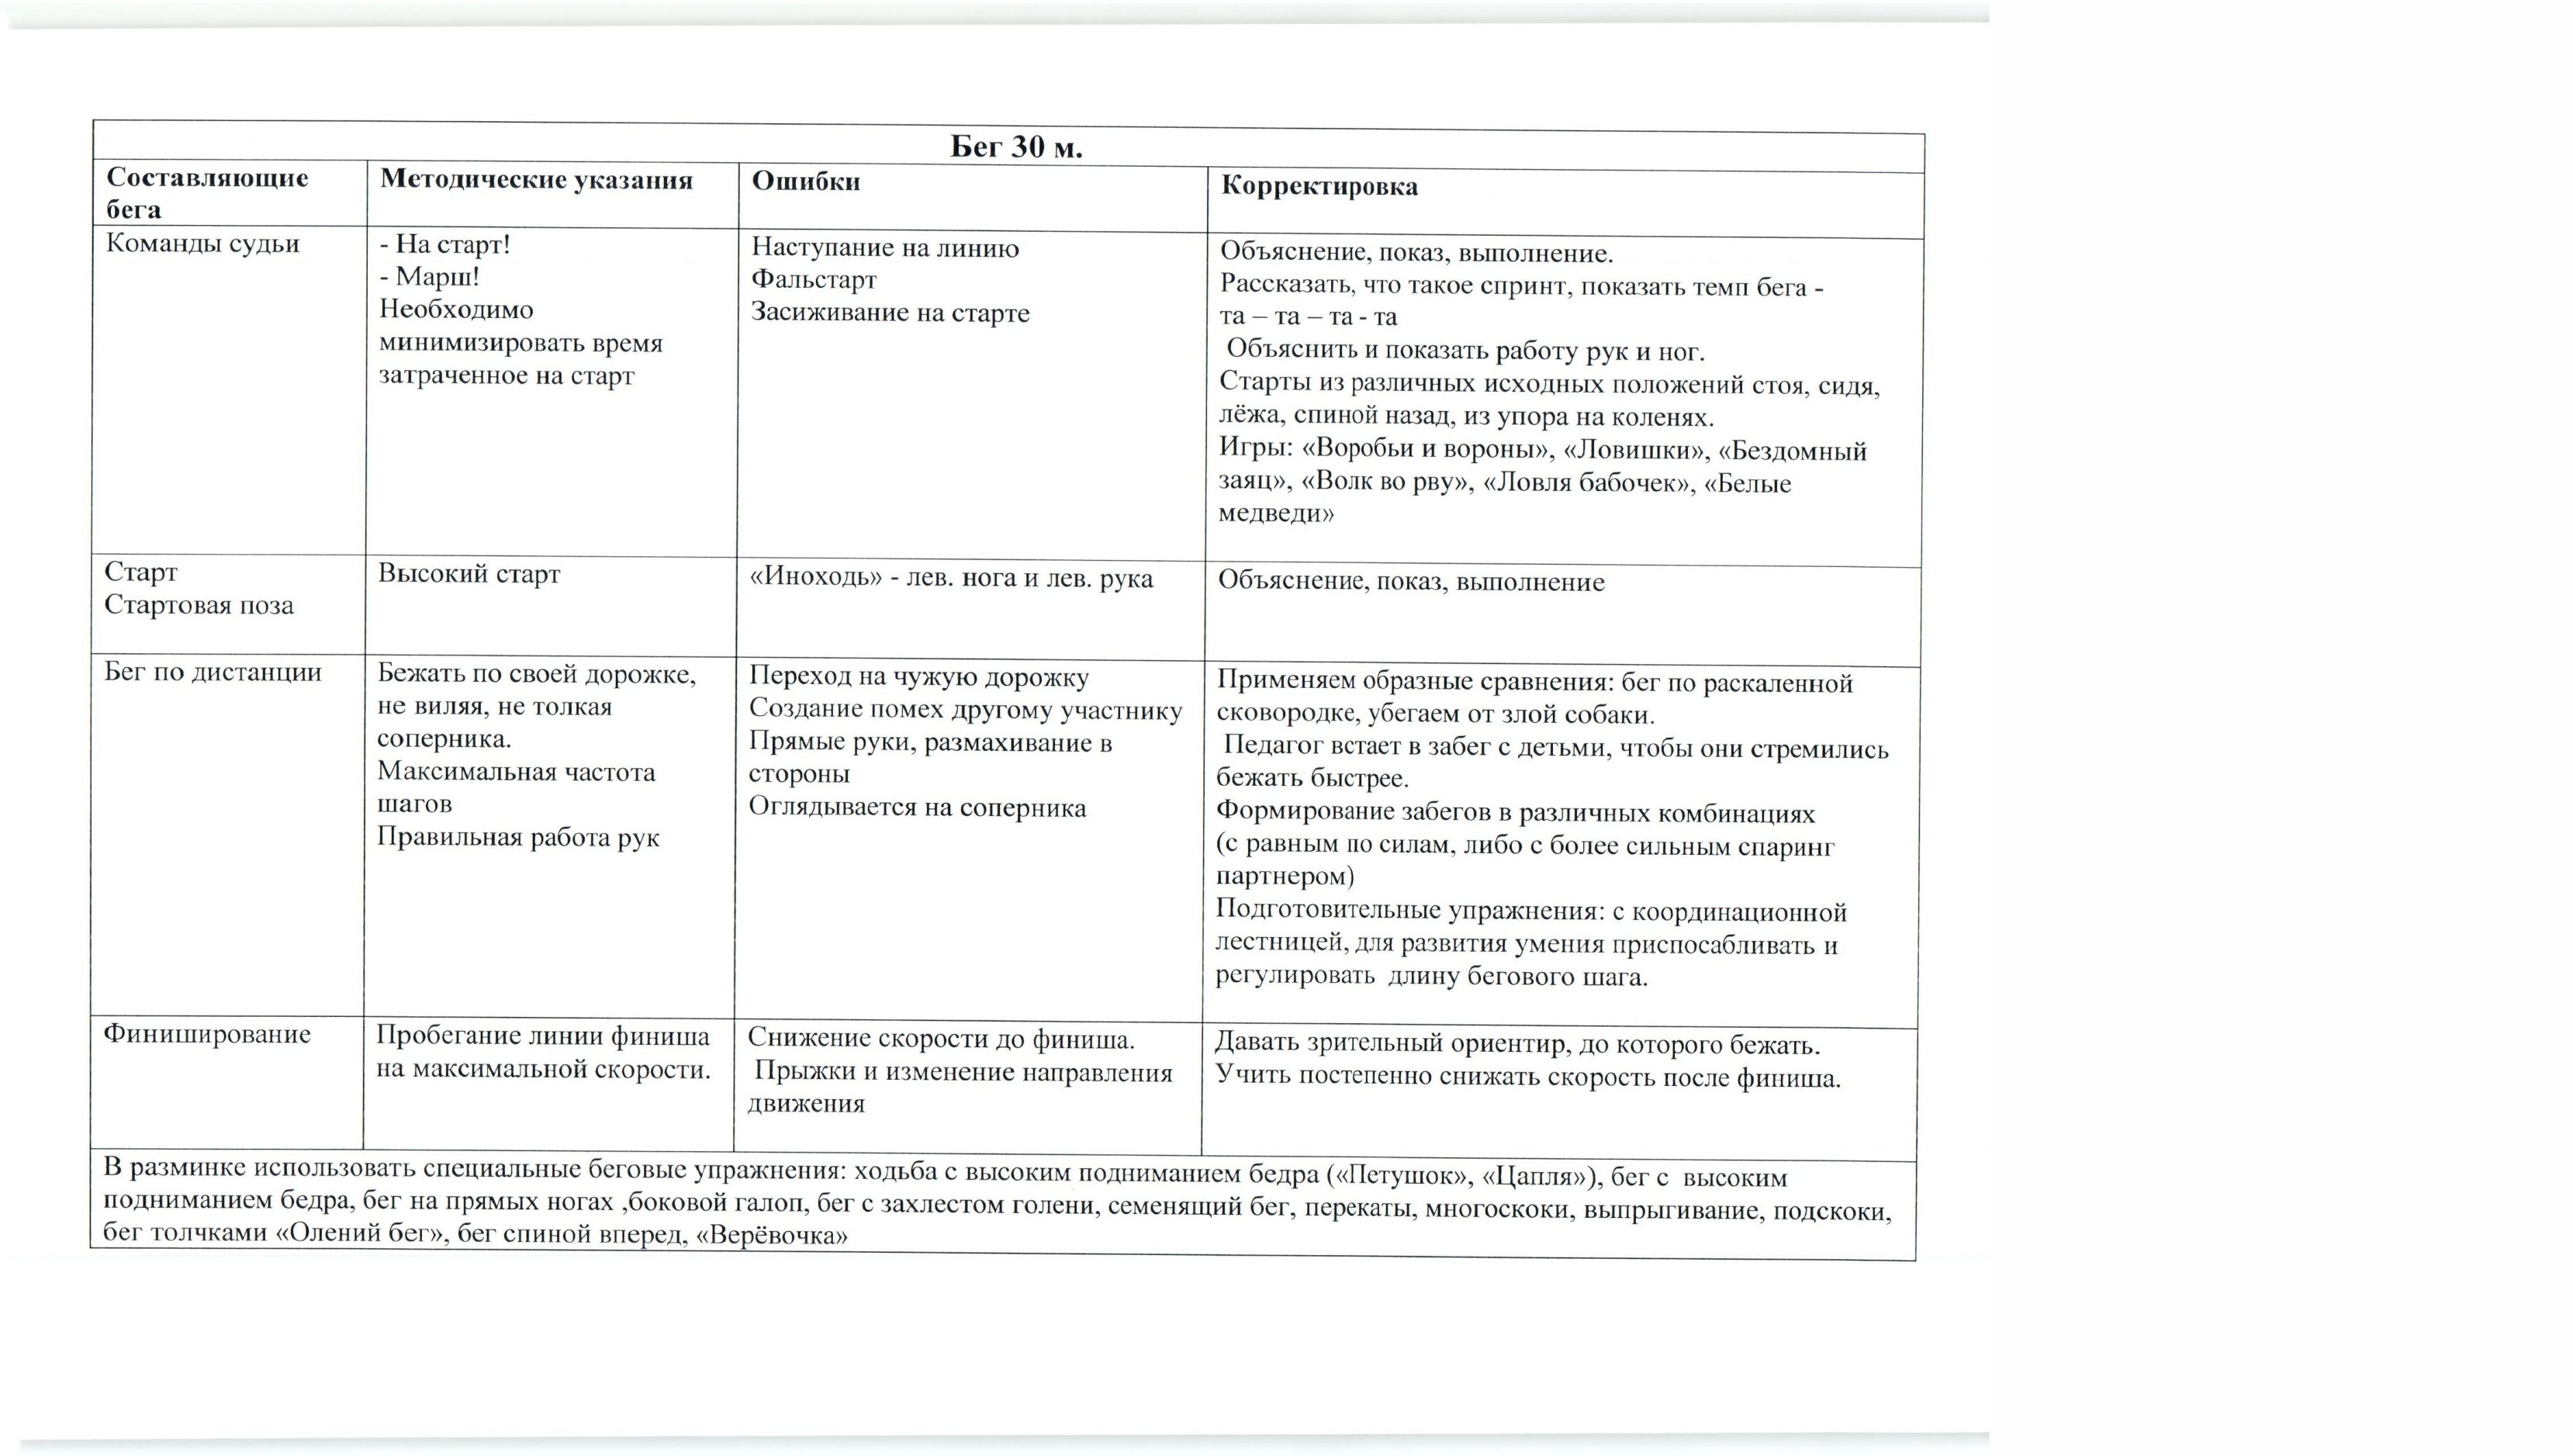 Бег 30 м.
Составляющие
бега
Методические указания
Ошибки
Корректировка
Команды судьи
- На старт!
- Марш!
Необходимо
минимизировать время
затраченное на старт
Наступание на линию
Фальстарт
Засиживание на старте
Объяснение, показ, выполнение.
Рассказать, что такое спринт, показать темп бега -
та – та – та - та
Объяснить и показать работу рук и ног.
Старты из различных исходных положений стоя, сидя,
лёжа, спиной назад, из упора на коленях.
Игры: «Воробьи и вороны», «Ловишки», «Бездомный
заяц», «Волк во рву», «Ловля бабочек», «Белые
медведи»
Старт
Стартовая поза
Высокий старт
«Иноходь» - лев. нога и лев. рука
Объяснение, показ, выполнение
Бег по дистанции
Бежать по своей дорожке,
не виляя, не толкая
соперника.
Максимальная частота
шагов
Правильная работа рук
Переход на чужую дорожку
Создание помех другому участнику
Прямые руки, размахивание в
стороны
Оглядывается на соперника
Применяем образные сравнения: бег по раскаленной
сковородке, убегаем от злой собаки.
Педагог встает в забег с детьми, чтобы они стремились
бежать быстрее.
Формирование забегов в различных комбинациях
(с равным по силам, либо с более сильным спаринг
партнером)
Подготовительные упражнения: с координационной
лестницей, для развития умения приспосабливать и
регулировать длину бегового шага.
Финиширование
Пробегание линии финиша
на максимальной скорости.
Снижение скорости до финиша.
Прыжки и изменение направления
движения
Давать зрительный ориентир, до которого бежать.
Учить постепенно снижать скорость после финиша.
В разминке использовать специальные беговые упражнения: ходьба с высоким подниманием бедра («Петушок», «Цапля»), бег с высоким
подниманием бедра, бег на прямых ногах ,боковой галоп, бег с захлестом голени, семенящий бег, перекаты, многоскоки, выпрыгивание, подскоки,
бег толчками «Олений бег», бег спиной вперед, «Верёвочка»